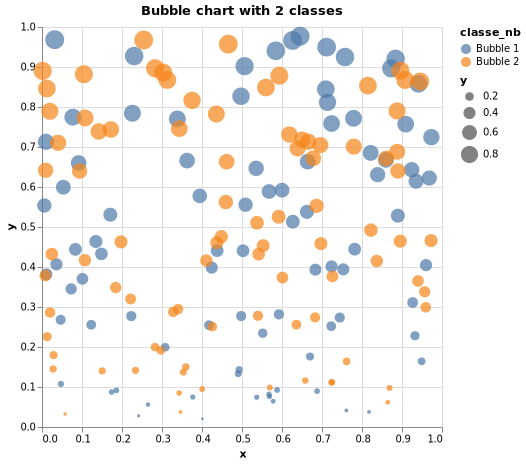 Bubble chart with 2 classes
1.0
0.9
0.8
0.7
0.6
0.5
0.4
0.3
0.2
0.1
0.0
y
0.0 0.1 0.2 0.3 0.4 0.5 0.6 0.7 0.8 0.9 1.0
x
classe_nb
Bubble 1
Bubble 2
y
0.2
0.4
0.6
0.8